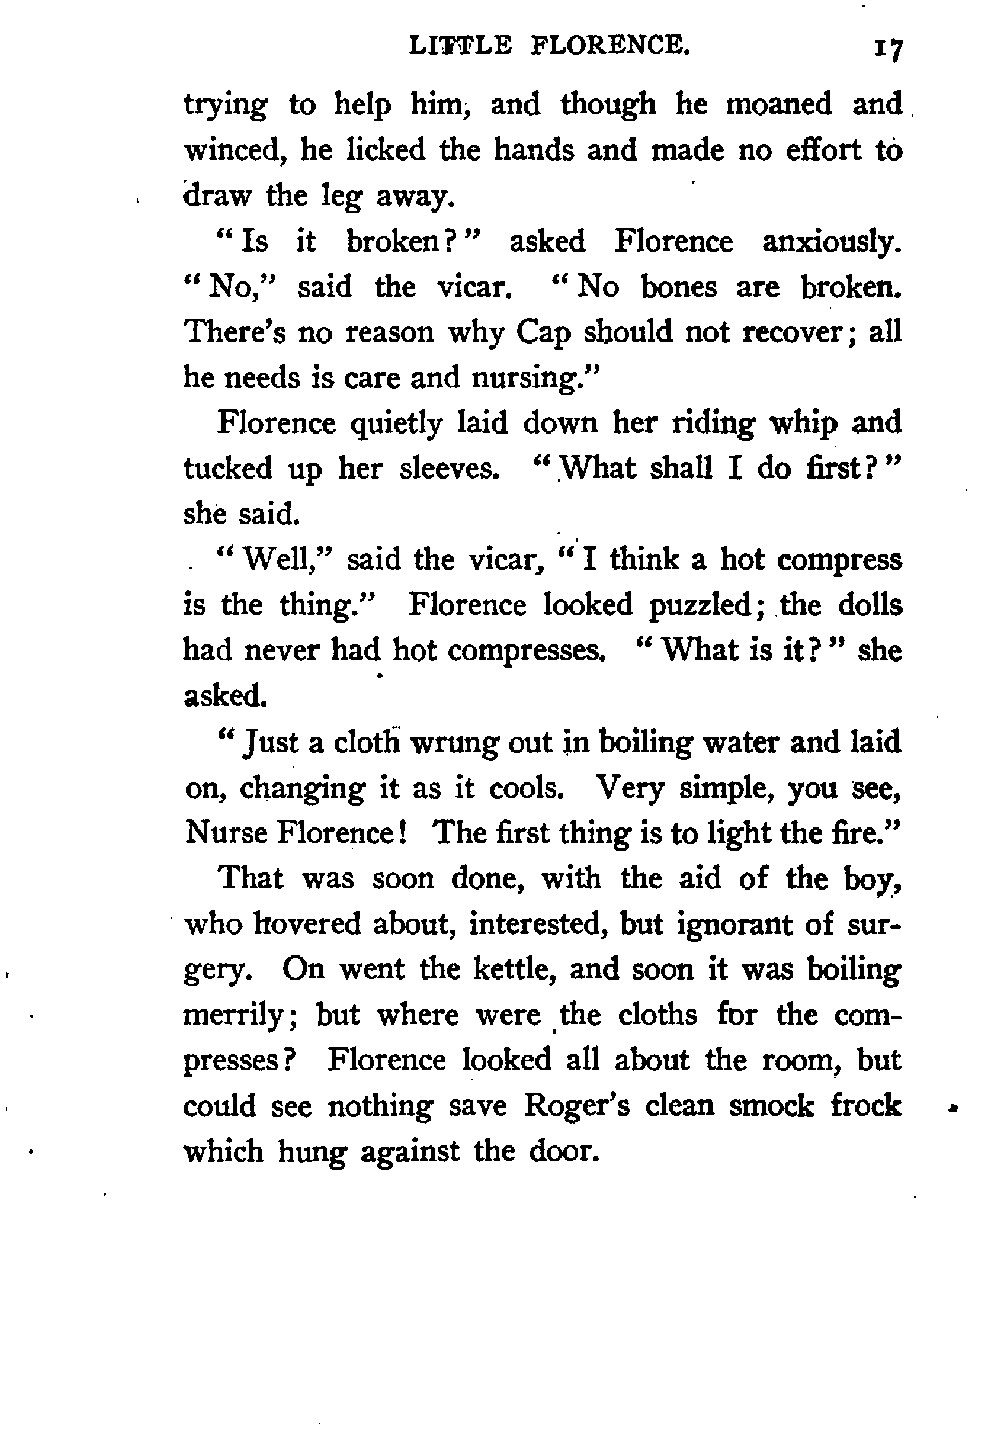 LITTLE FLORENCE. 17
trying to help him, and though he moaned and
winced, he licked the hands and made no effort to
draw the leg away.
“Is it broken?” asked Florence anxiously.
“No,” said the vicar. “No bones are broken.
There's no reason why Cap should not recover; all
he needs is care and nursing.”
Florence quietly laid down her riding whip and
tucked up her sleeves. “What shall I do first?”
she said.
“Well,” said the vicar, “I think a hot compress
is the thing.” Florence looked puzzled; the dolls
had never had hot compresses. “What is it?” she
asked.
“Just a cloth wrung out in boiling water and laid
on, changing it as it cools. Very simple, you see,
Nurse Florence! The first thing is to light the fire.”
That was soon done, with the aid of the boy,
who hovered about, interested, but ignorant of sur-
gery. On went the kettle, and soon it was boiling
merrily; but where were the cloths for the com-
presses? Florence looked all about the room, but
could see nothing save Roger's clean smock frock
which hung against the door.